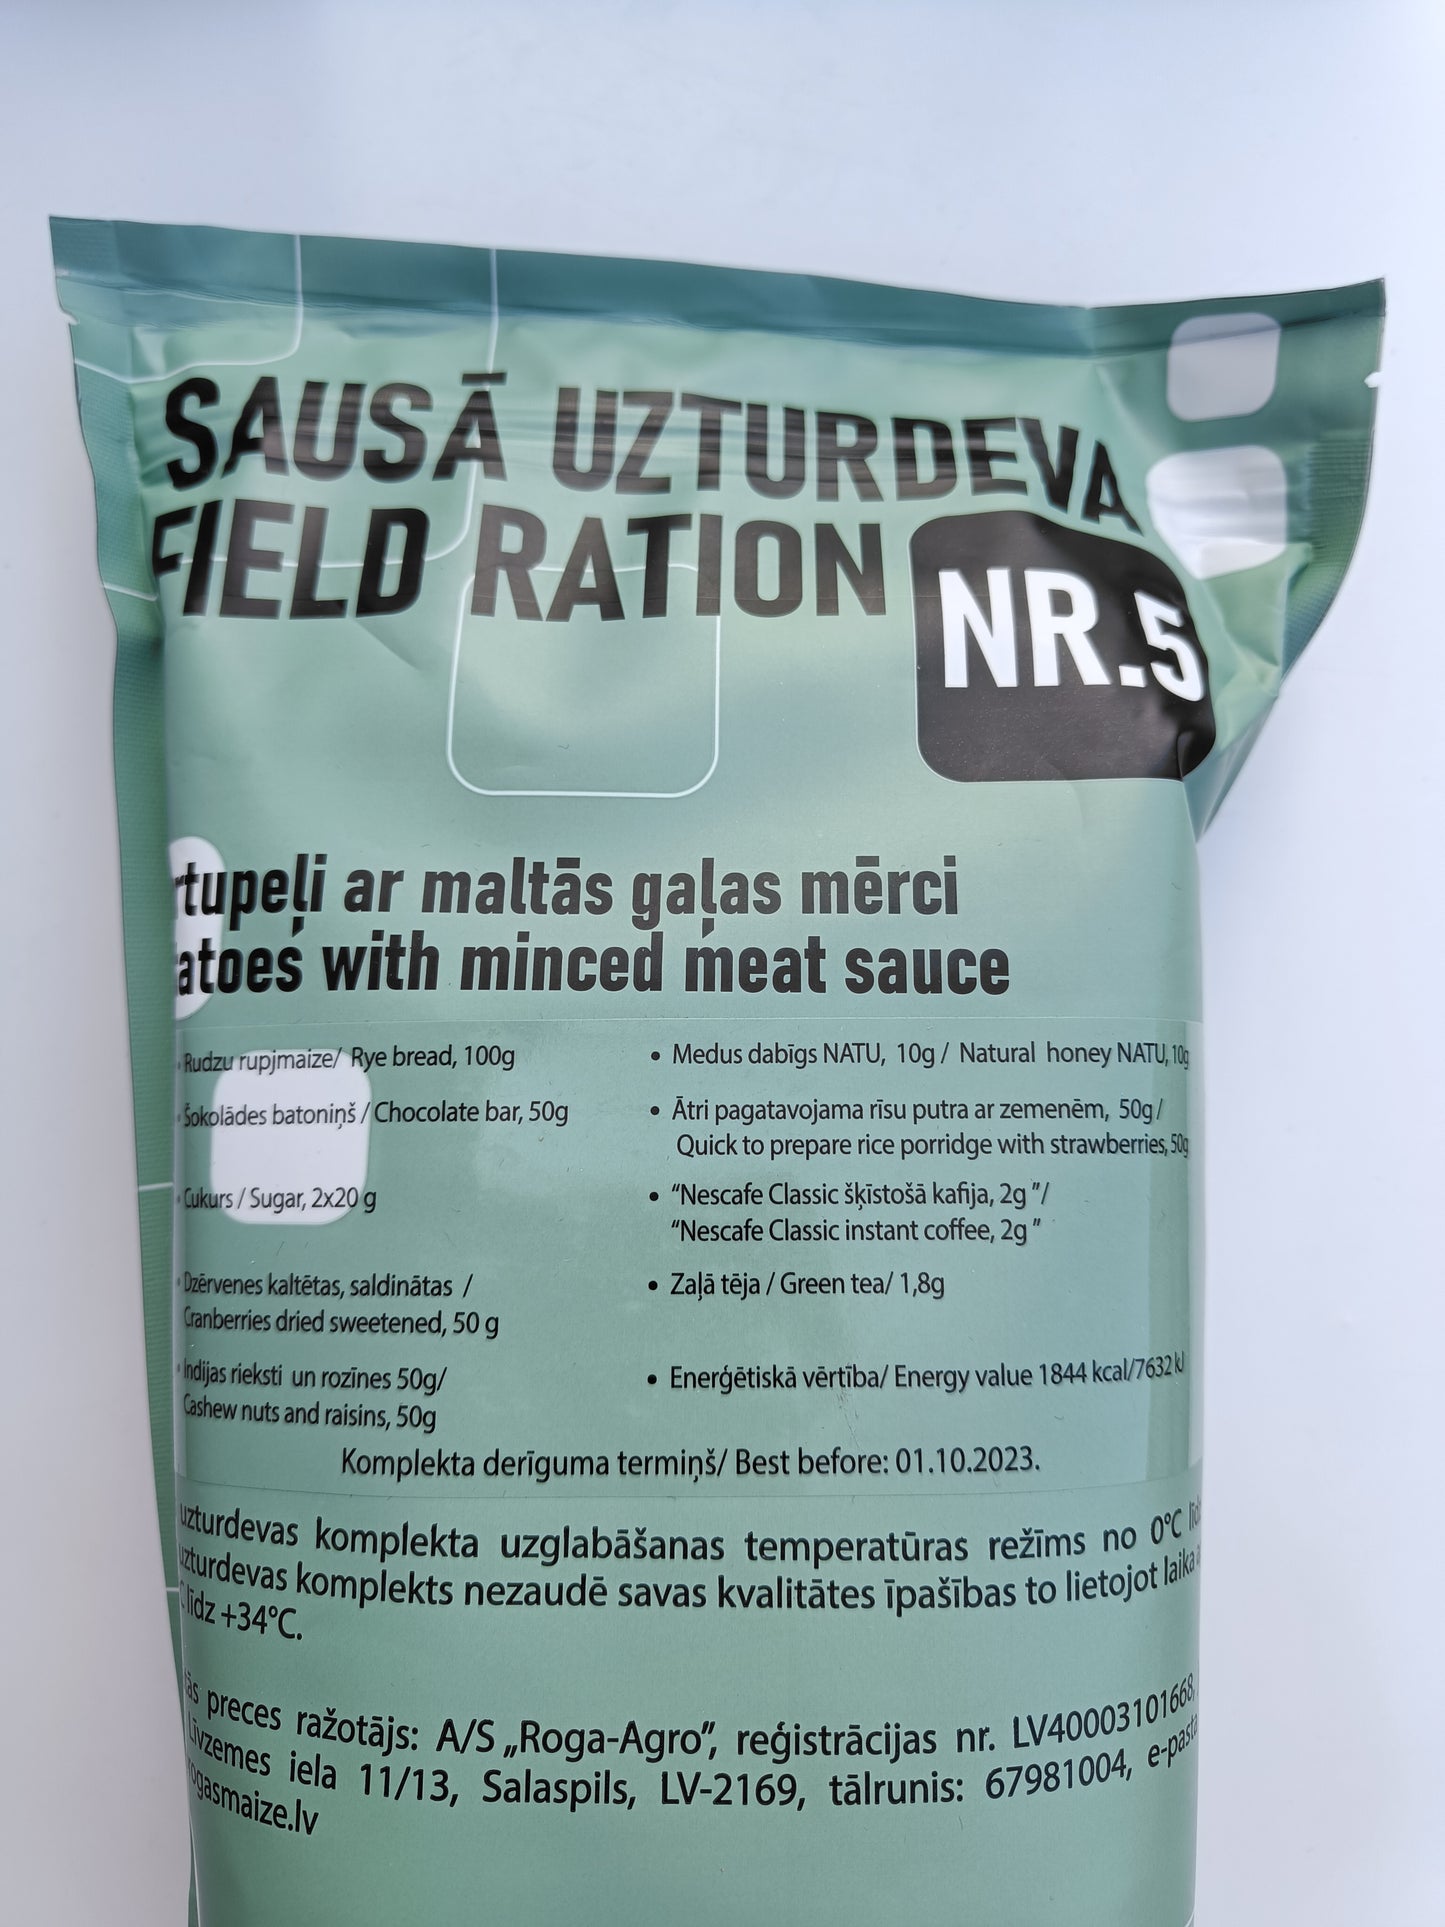 SAUSĀ UZTURDEVA
FIELD RATION NR.5
rtupeļi ar maltās gaļas mērci
atoes with minced meat sauce
• Rudzu rupjmaize/ Rye bread, 100g
• Šokolādes batoniņš / Chocolate bar, 50g
• Cukurs / Sugar, 2x20 g
• Dzērvenes kaltētas, saldinātas /
Cranberries dried sweetened, 50 g
• Indijas rieksti un rozīnes 50g/
Cashew nuts and raisins, 50g
• Medus dabīgs NATU, 10g / Natural honey NATU, 10g
• Ātri pagatavojama rīsu putra ar zemenēm, 50g /
Quick to prepare rice porridge with strawberries, 50g
• “Nescafe Classic šķīstošā kafija, 2g ”/
“Nescafe Classic instant coffee, 2g ”
• Zaļā tēja / Green tea/ 1,8g
• Enerģētiskā vērtība/ Energy value 1844 kcal/7632 kJ
Komplekta derīguma termiņš/ Best before: 01.10.2023.
uzturdevas komplekta uzglabāšanas temperatūras režīms no 0°C līdz
uzturdevas komplekts nezaudē savas kvalitātes īpašības to lietojot laika
līdz +34°C.
preces ražotājs: A/S „Roga-Agro”, reģistrācijas nr. LV40003101668,
Līvzemes iela 11/13, Salaspils, LV-2169, tālrunis: 67981004, e-pasta
rogasmaize.lv